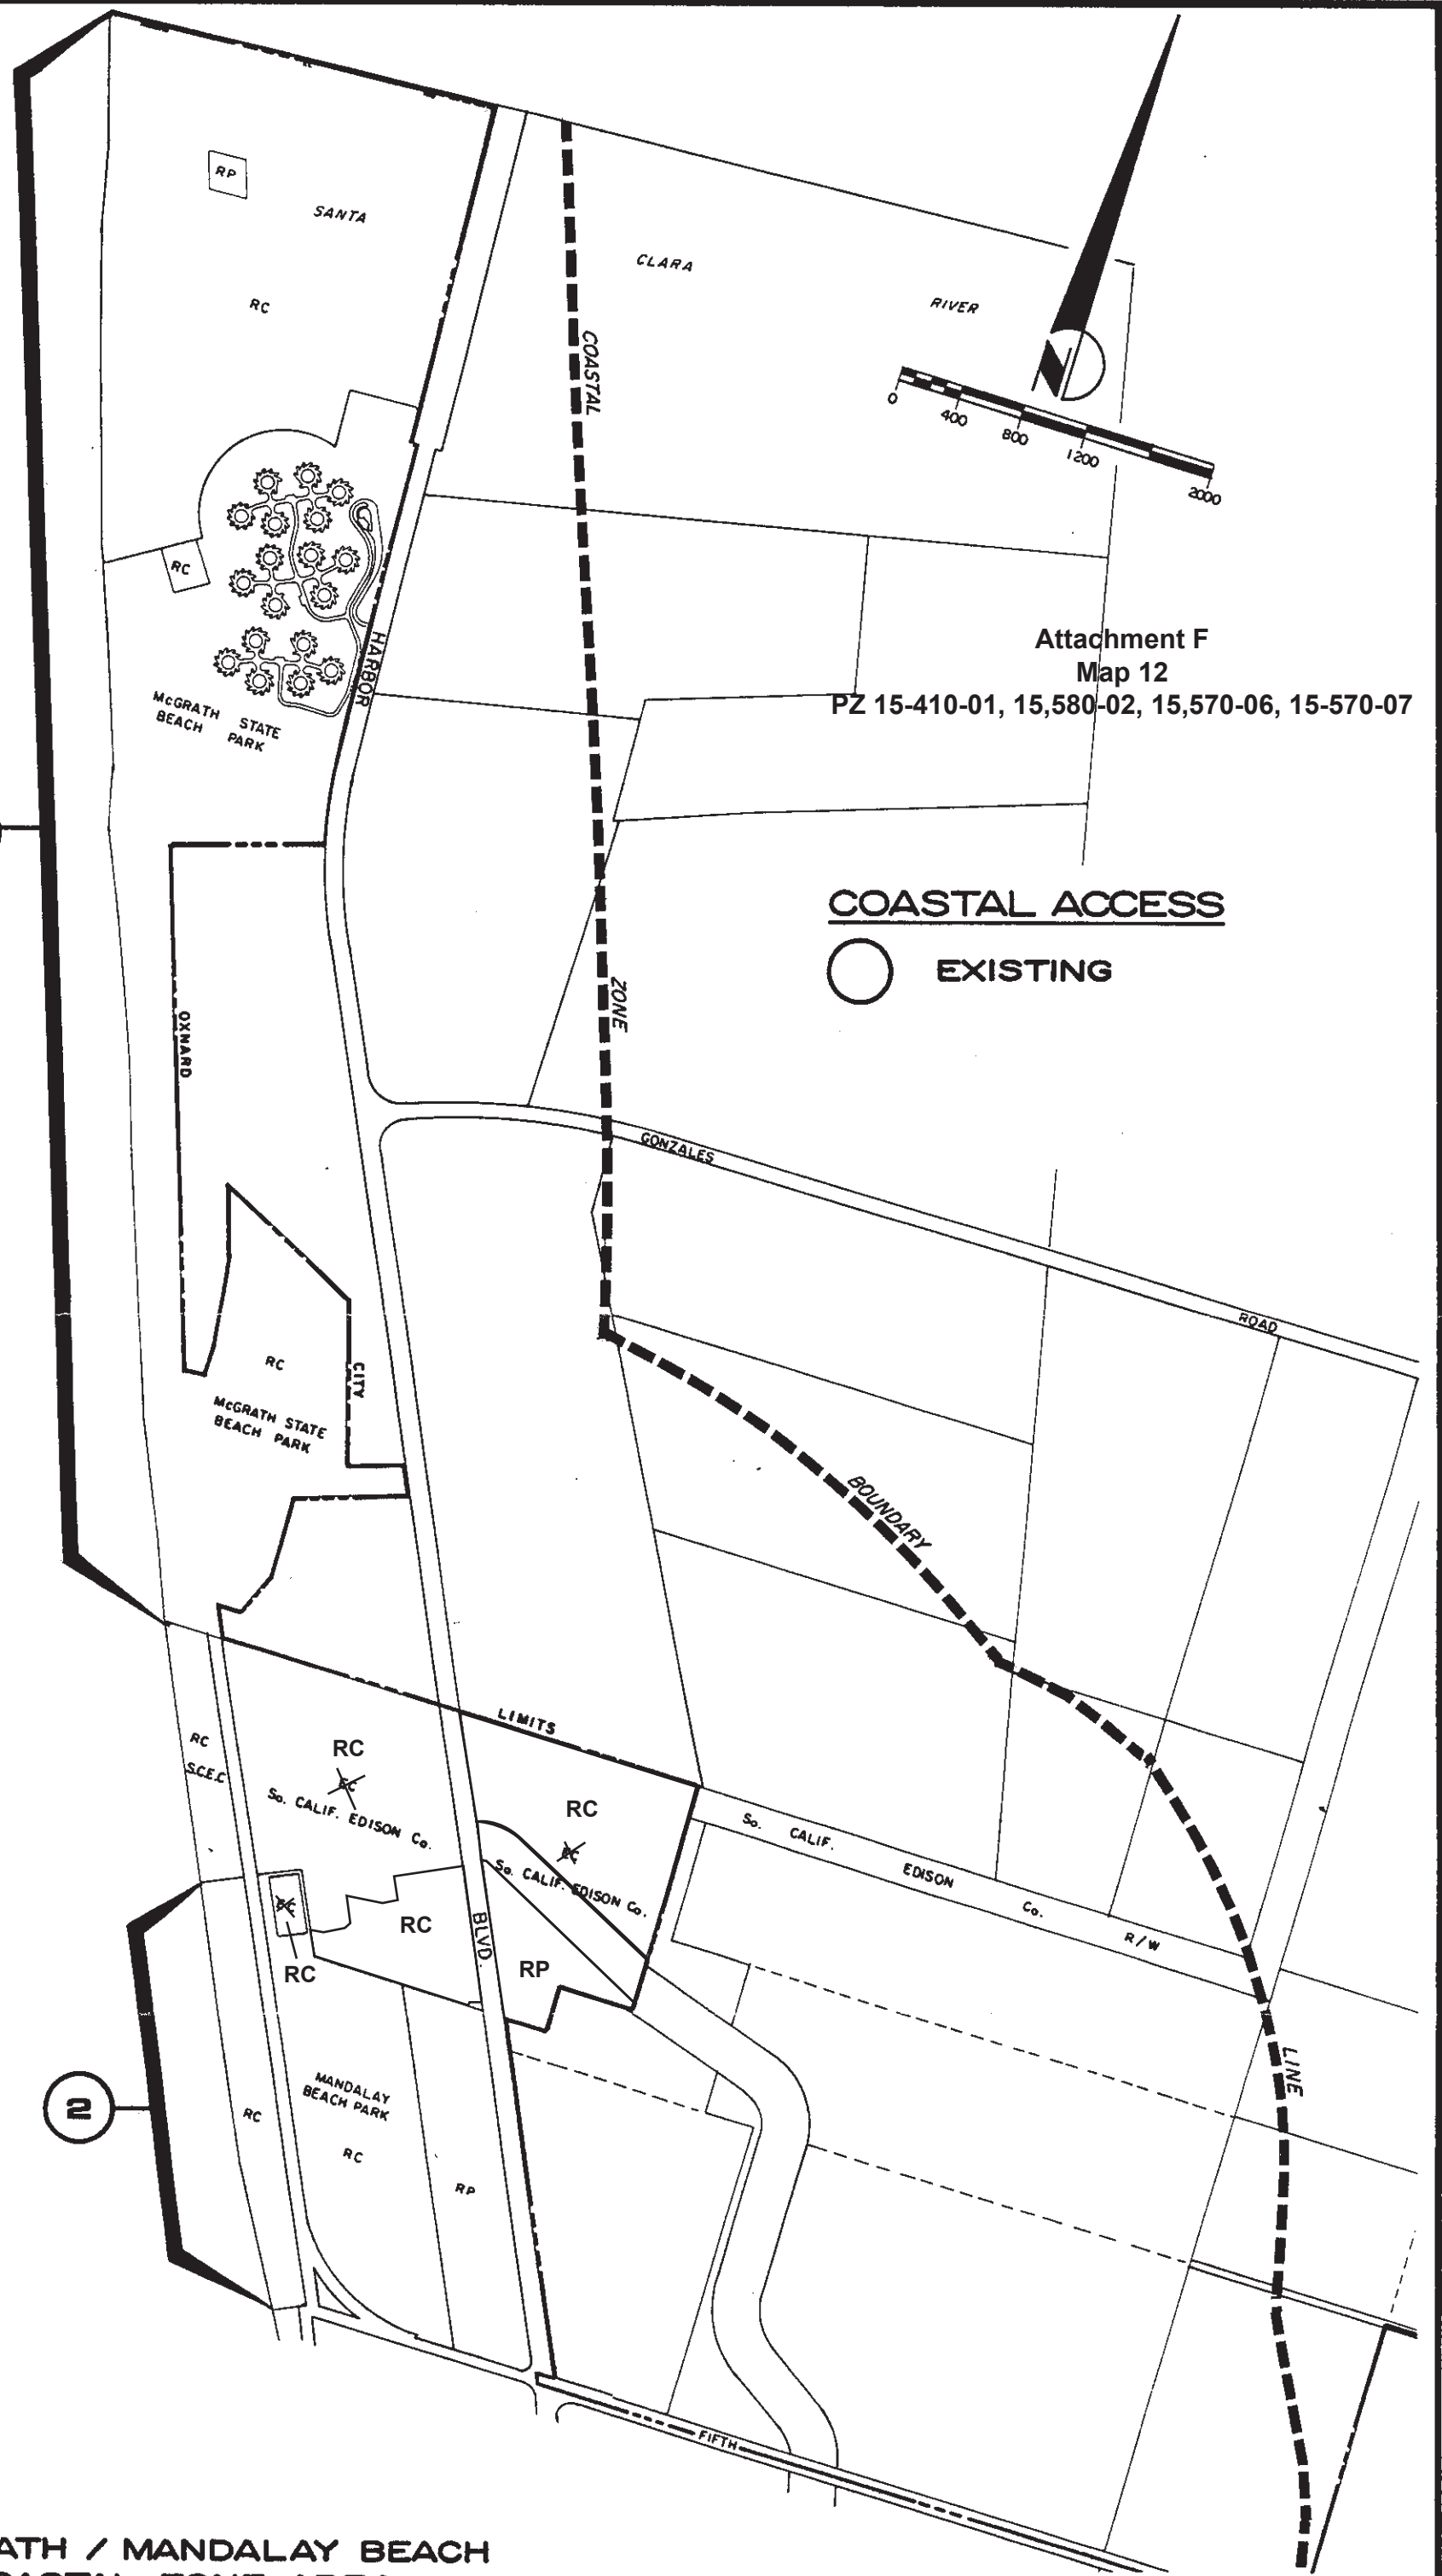 RP
SANTA
CLARA
RIVER
RC
COASTAL
0
400
800
1200
2000
RC
HARBOR
Attachment F
Map 12
PZ 15-410-01, 15,580-02, 15,570-06, 15-570-07
McGRATH STATE
BEACH PARK
COASTAL ACCESS
EXISTING
ZONE
OXNARD
GONZALES
ROAD
RC
CITY
McGRATH STATE
BEACH PARK
BOUNDARY
LIMITS
RC
S.C.E.C
RC
EC
So. CALIF. EDISON Co.
RC
EC
So. CALIF. EDISON Co.
So. CALIF. EDISON Co. R/W
EC
RC
RC
BLVD.
RP
LINE
2
MANDALAY
BEACH PARK
RC
RC
RP
FIFTH
ATH / MANDALAY BEACH